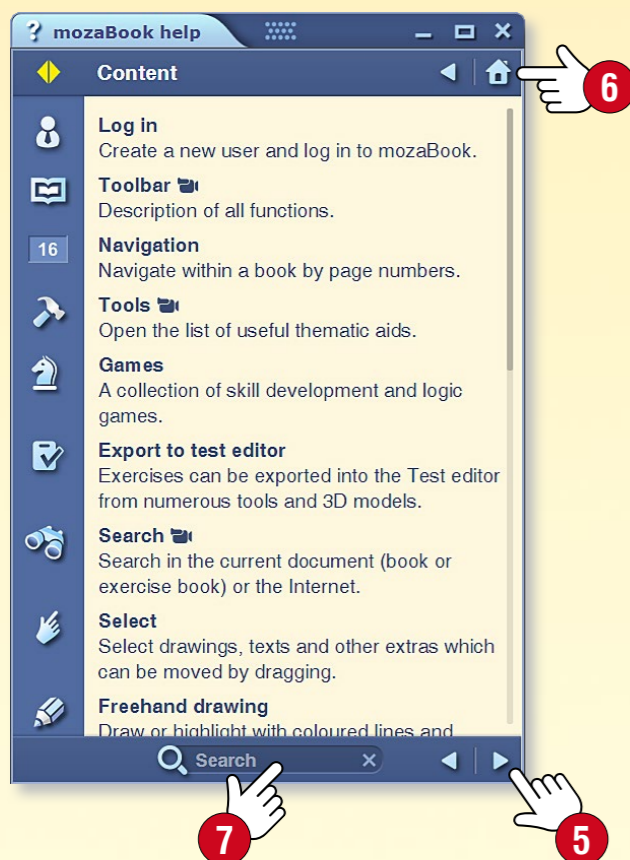 ? mozaBook help
Content
6
Log in
Create a new user and log in to mozaBook.
Toolbar
Description of all functions.
16
Navigation
Navigate within a book by page numbers.
Tools
Open the list of useful thematic aids.
Games
A collection of skill development and logic
games.
Export to test editor
Exercises can be exported into the Test editor
from numerous tools and 3D models.
Search
Search in the current document (book or
exercise book) or the Internet.
Select
Select drawings, texts and other extras which
can be moved by dragging.
Freehand drawing
Draw or highlight with coloured lines and
Search
7
5